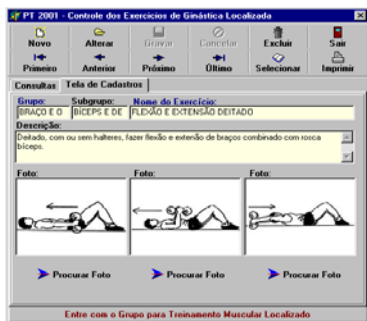 PT 2001 - Controle dos Exercícios de Ginástica Localizada
Novo Alterar Gravar Cancelar Excluir Sair
Primeiro Anterior Próximo Último Selecionar Imprimir
Consultas Tela de Cadastros
Grupo: Subgrupo: Nome do Exercício:
BRAÇO E O BÍCEPS E DE FLEXÃO E EXTENSÃO DEITADO
Descrição:
Deitado, com ou sem halteres, fazer flexão e extensão de braços combinado com rosca
bíceps.
Foto: Foto: Foto:
Procurar Foto Procurar Foto Procurar Foto
Entre com o Grupo para Treinamento Muscular Localizado